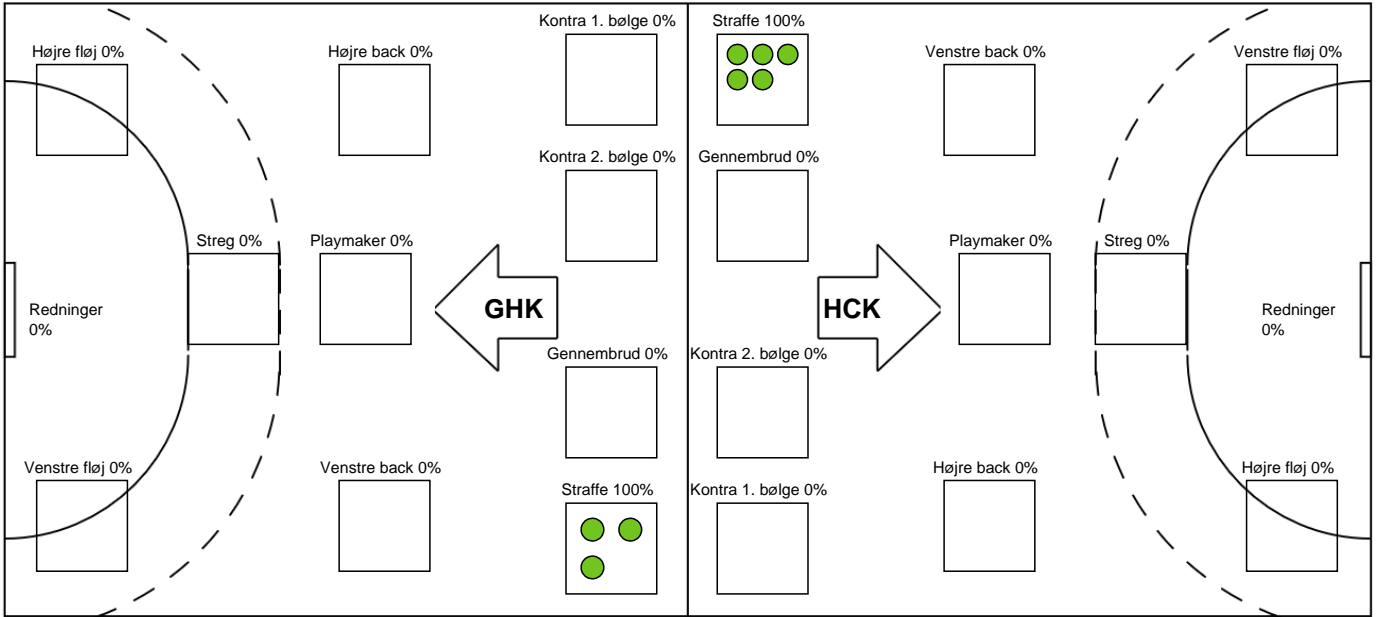 Kontra 1. bølge 0%
Straffe 100%
Højre fløj 0%
Højre back 0%
Venstre back 0%
Venstre fløj 0%
Kontra 2. bølge 0%
Gennembrud 0%
Streg 0%
Playmaker 0%
Playmaker 0%
Streg 0%
Redninger
0%
GHK
HCK
Redninger
0%
Gennembrud 0%
Kontra 2. bølge 0%
Venstre fløj 0%
Venstre back 0%
Højre back 0%
Højre fløj 0%
Straffe 100%
Kontra 1. bølge 0%